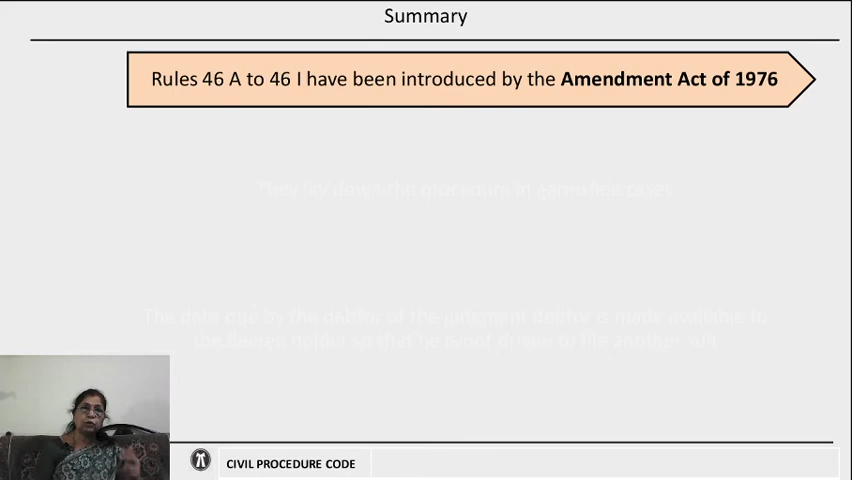 Summary
Rules 46 A to 46 I have been introduced by the Amendment Act of 1976
They lay down the procedure in garnishee cases
The debt due by the debtor of the judgment debtor is made available to
the decree holder so that he is not driven to file another suit
CIVIL PROCEDURE CODE